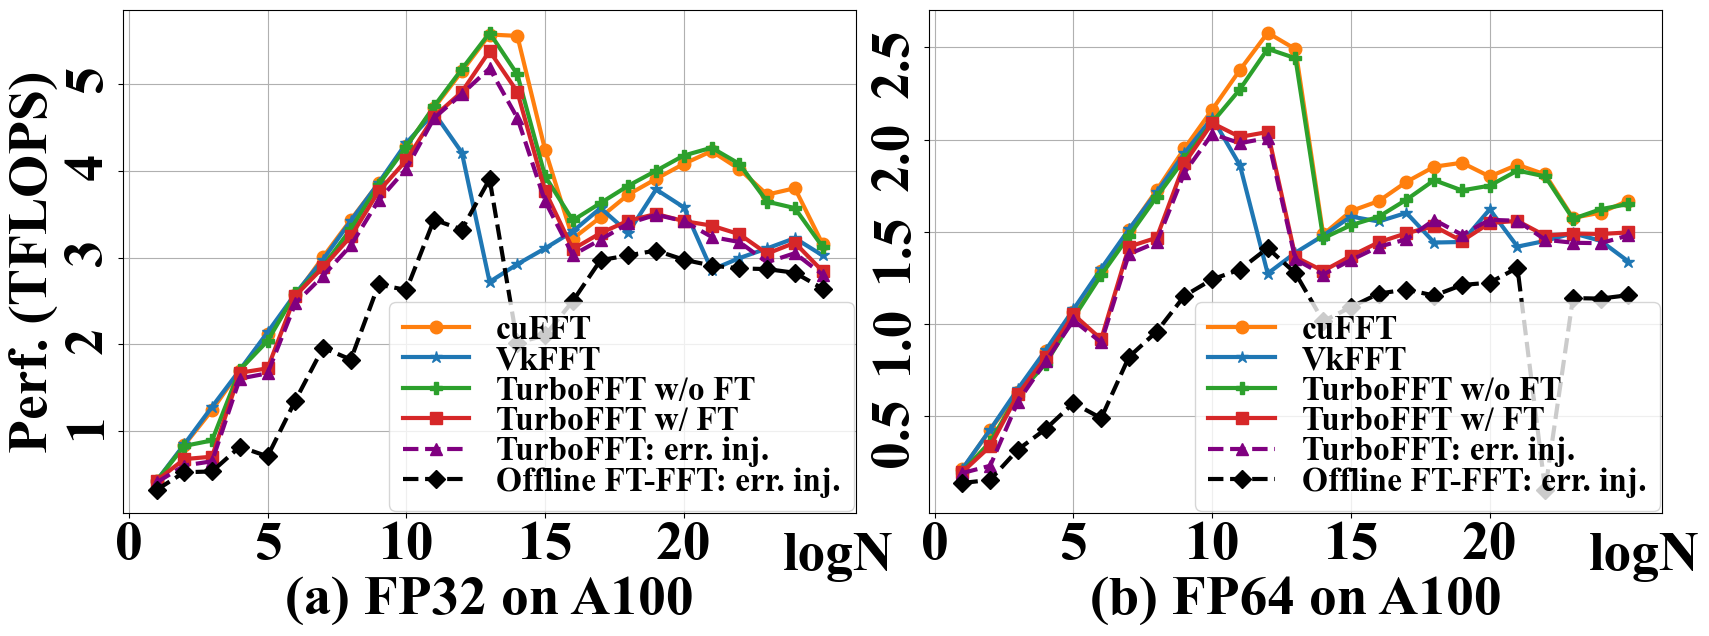 Perf. (TFLOPS)
5
4
3
2
1
cuFFT
VkFFT
TurboFFT w/o FT
TurboFFT w/ FT
TurboFFT: err. inj.
Offline FT-FFT: err. inj.
0 5 10 15 20 logN
(a) FP32 on A100
2.5
2.0
1.5
1.0
0.5
cuFFT
VkFFT
TurboFFT w/o FT
TurboFFT w/ FT
TurboFFT: err. inj.
Offline FT-FFT: err. inj.
0 5 10 15 20 logN
(b) FP64 on A100